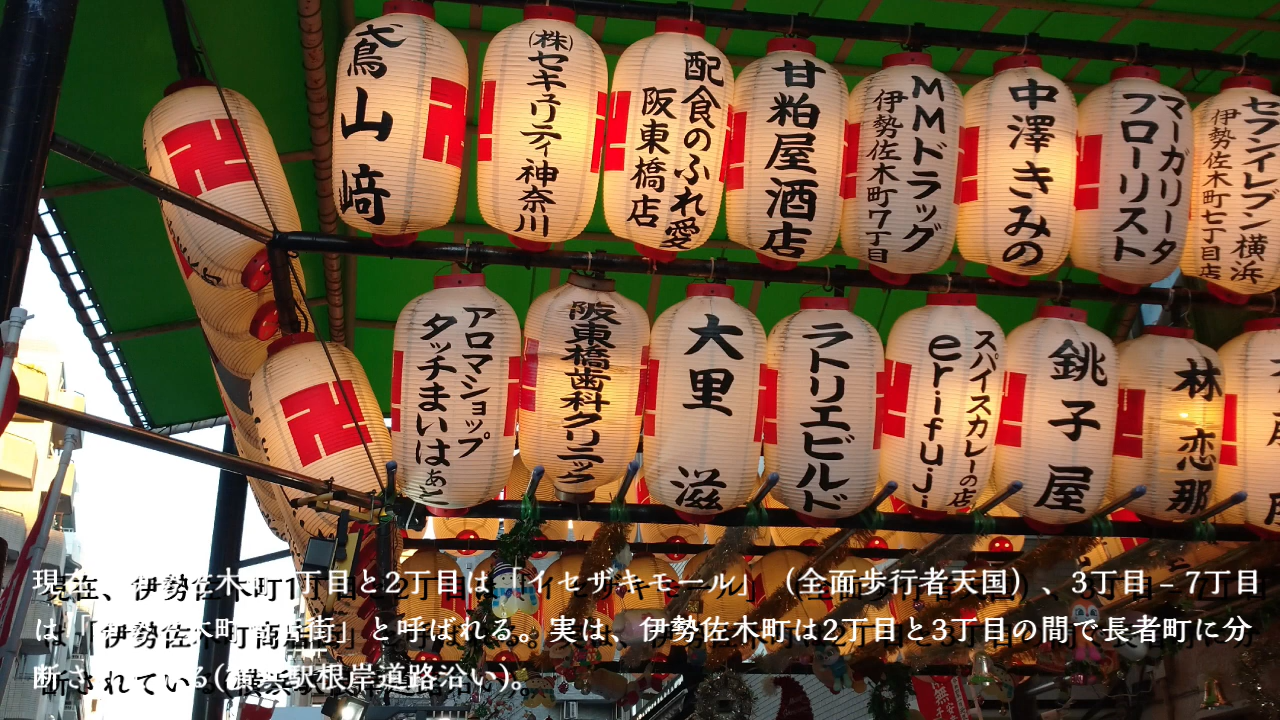 鳶山﨑
㈱セキュリティ神奈川
配食のふれ愛
阪東橋店
甘粕屋酒店
MMドラッグ
伊勢佐木町7丁目
中澤きみの
マーガリータ
フローリスト
セブンイレブン横浜
伊勢佐木町七丁目店
アロマショップ
タッチまいはぁと
阪東橋歯科クリニック
大里滋
ラトリエビルド
スパイスカレーの店
erifuji
銚子屋
林恋那
現在、伊勢佐木町1丁目と2丁目は「イセザキモール」（全面歩行者天国）、3丁目－7丁目
は「伊勢佐木町商店街」と呼ばれる。実は、伊勢佐木町は2丁目と3丁目の間で長者町に分
断されている(横浜駅根岸道路沿い)。